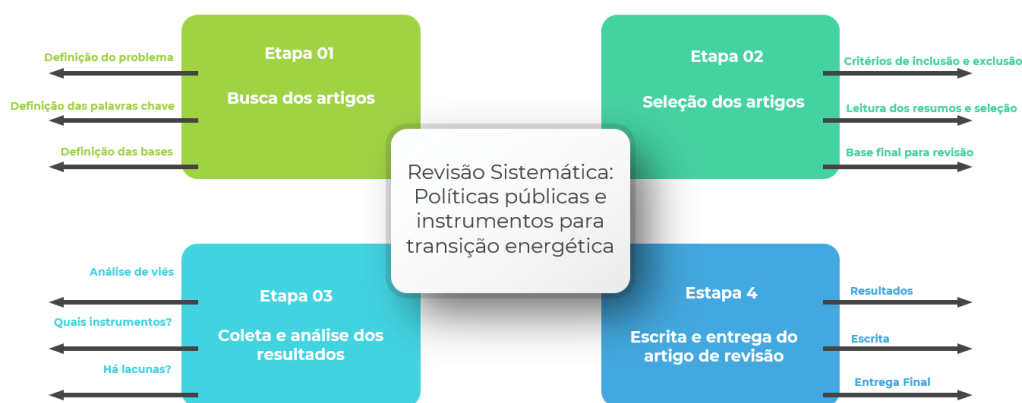 Etapa 01
Busca dos artigos
Definição do problema
Definição das palavras chave
Definição das bases
Etapa 02
Seleção dos artigos
Critérios de inclusão e exclusão
Leitura dos resumos e seleção
Base final para revisão
Revisão Sistemática:
Políticas públicas e
instrumentos para
transição energética
Etapa 03
Coleta e análise dos
resultados
Análise de viés
Quais instrumentos?
Há lacunas?
Estapa 4
Escrita e entrega do
artigo de revisão
Resultados
Escrita
Entrega Final